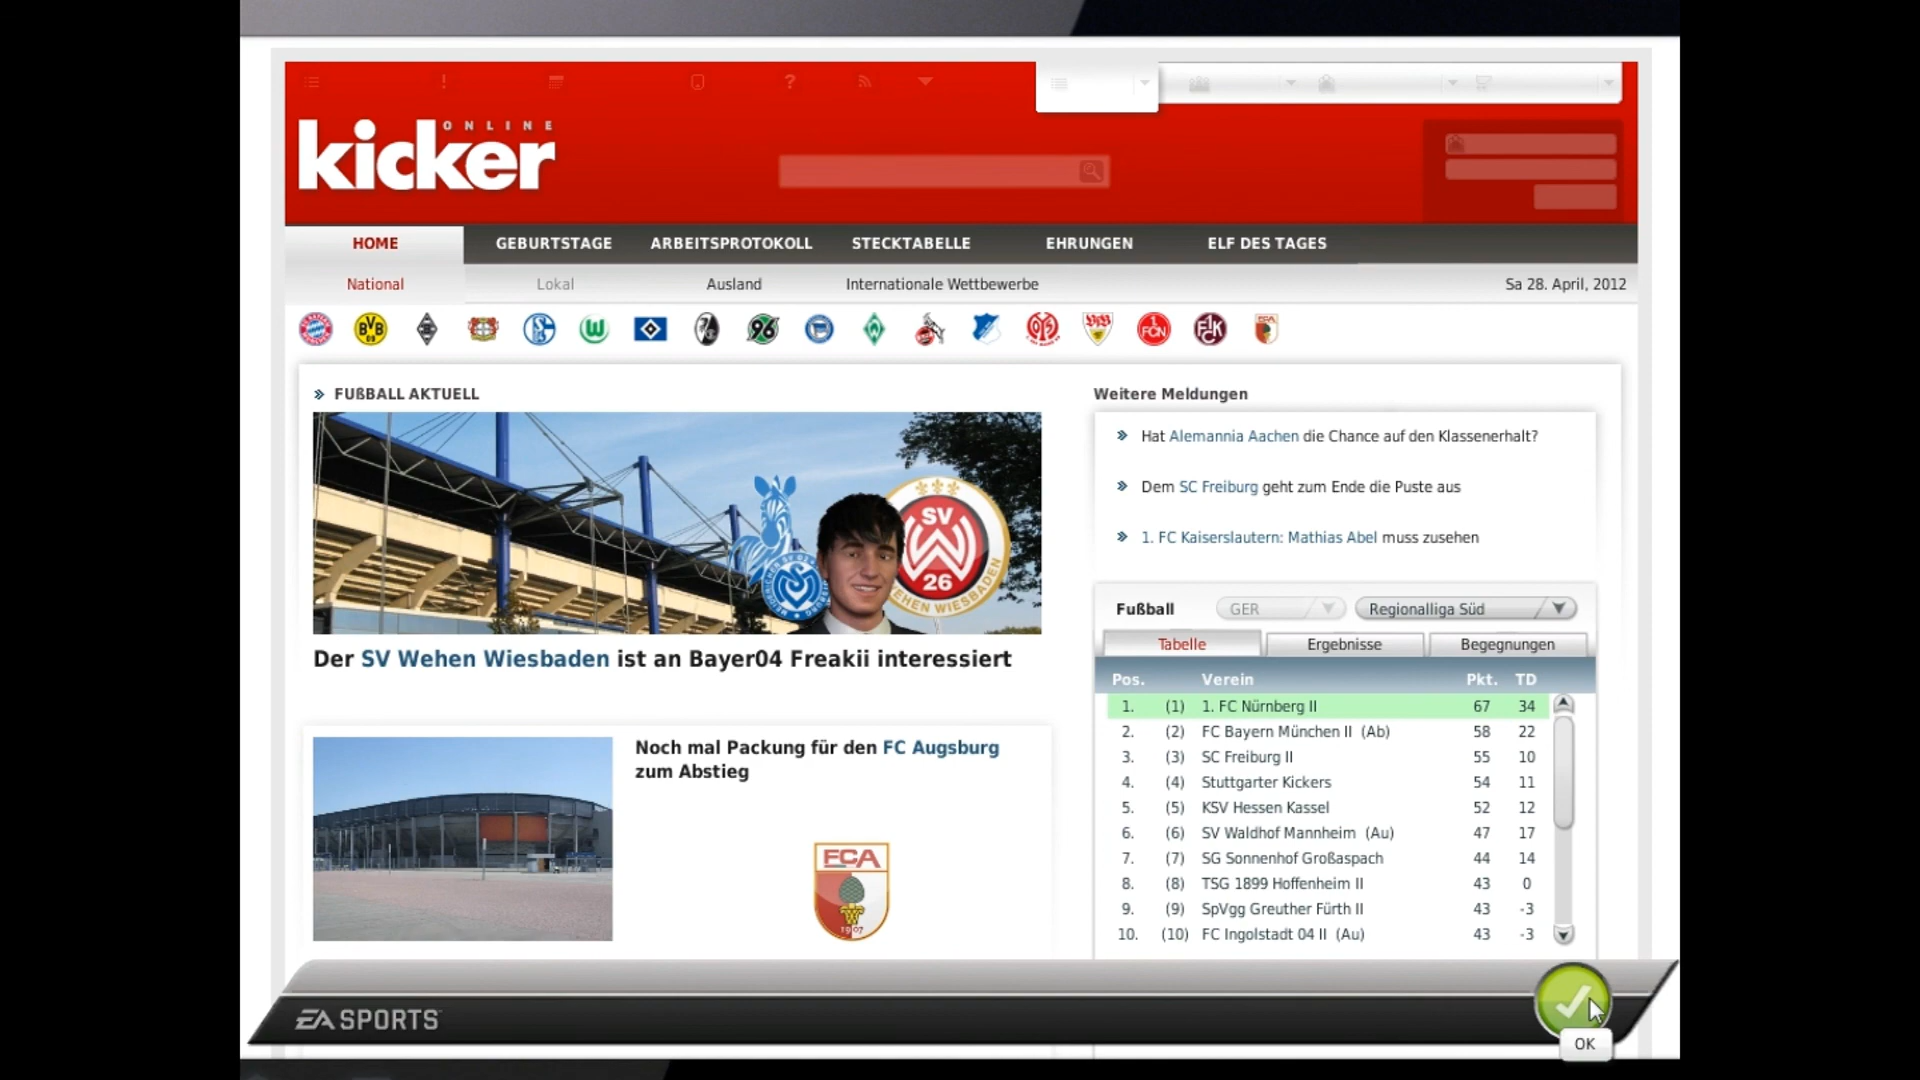 ONLINE
kicker
HOME GEBURTSTAGE ARBEITSPROTOKOLL STECKTABELLE EHRUNGEN ELF DES TAGES
National Lokal Ausland Internationale Wettbewerbe Sa 28. April, 2012
» FUßBALL AKTUELL
SV
26
WEHEN WIESBADEN
Der SV Wehen Wiesbaden ist an Bayer04 Freakii interessiert
Noch mal Packung für den FC Augsburg
zum Abstieg
FCA
1907
Weitere Meldungen
» Hat Alemannia Aachen die Chance auf den Klassenerhalt?
» Dem SC Freiburg geht zum Ende die Puste aus
» 1. FC Kaiserslautern: Mathias Abel muss zusehen
Fußball GER Regionalliga Süd
Tabelle Ergebnisse Begegnungen
Pos. Verein Pkt. TD
1. (1) 1. FC Nürnberg II 67 34
2. (2) FC Bayern München II (Ab) 58 22
3. (3) SC Freiburg II 55 10
4. (4) Stuttgarter Kickers 54 11
5. (5) KSV Hessen Kassel 52 12
6. (6) SV Waldhof Mannheim (Au) 47 17
7. (7) SG Sonnenhof Großaspach 44 14
8. (8) TSG 1899 Hoffenheim II 43 0
9. (9) SpVgg Greuther Fürth II 43 -3
10. (10) FC Ingolstadt 04 II (Au) 43 -3
EA SPORTS
OK